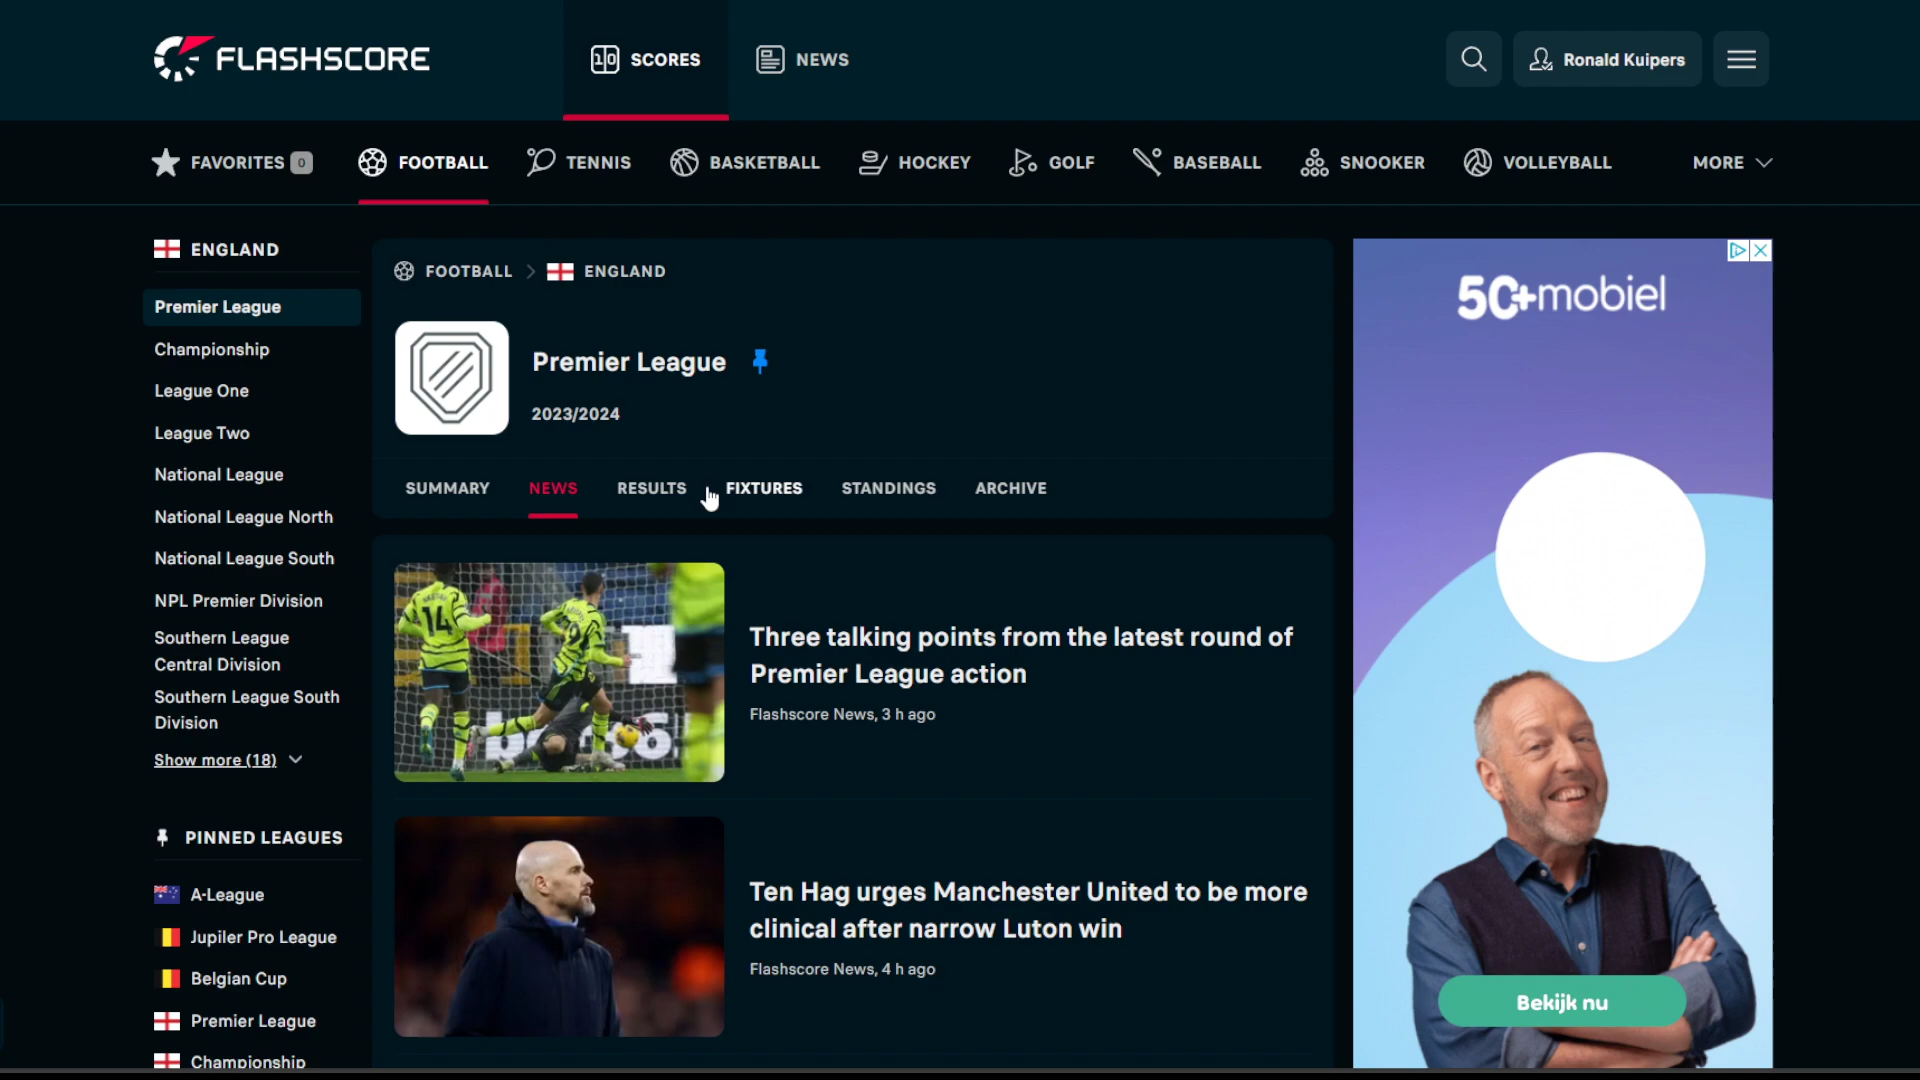 FLASHSCORE
SCORES
NEWS
Ronald Kuipers
FAVORITES 0
FOOTBALL
TENNIS
BASKETBALL
HOCKEY
GOLF
BASEBALL
SNOOKER
VOLLEYBALL
MORE
ENGLAND
Premier League
Championship
League One
League Two
National League
National League North
National League South
NPL Premier Division
Southern League
Central Division
Southern League South
Division
Show more (18)
PINNED LEAGUES
A-League
Jupiler Pro League
Belgian Cup
Premier League
Championship
FOOTBALL
ENGLAND
Premier League
2023/2024
SUMMARY
NEWS
RESULTS
FIXTURES
STANDINGS
ARCHIVE
14
Three talking points from the latest round of
Premier League action
Flashscore News, 3 h ago
Ten Hag urges Manchester United to be more
clinical after narrow Luton win
Flashscore News, 4 h ago
50+mobiel
Bekijk nu